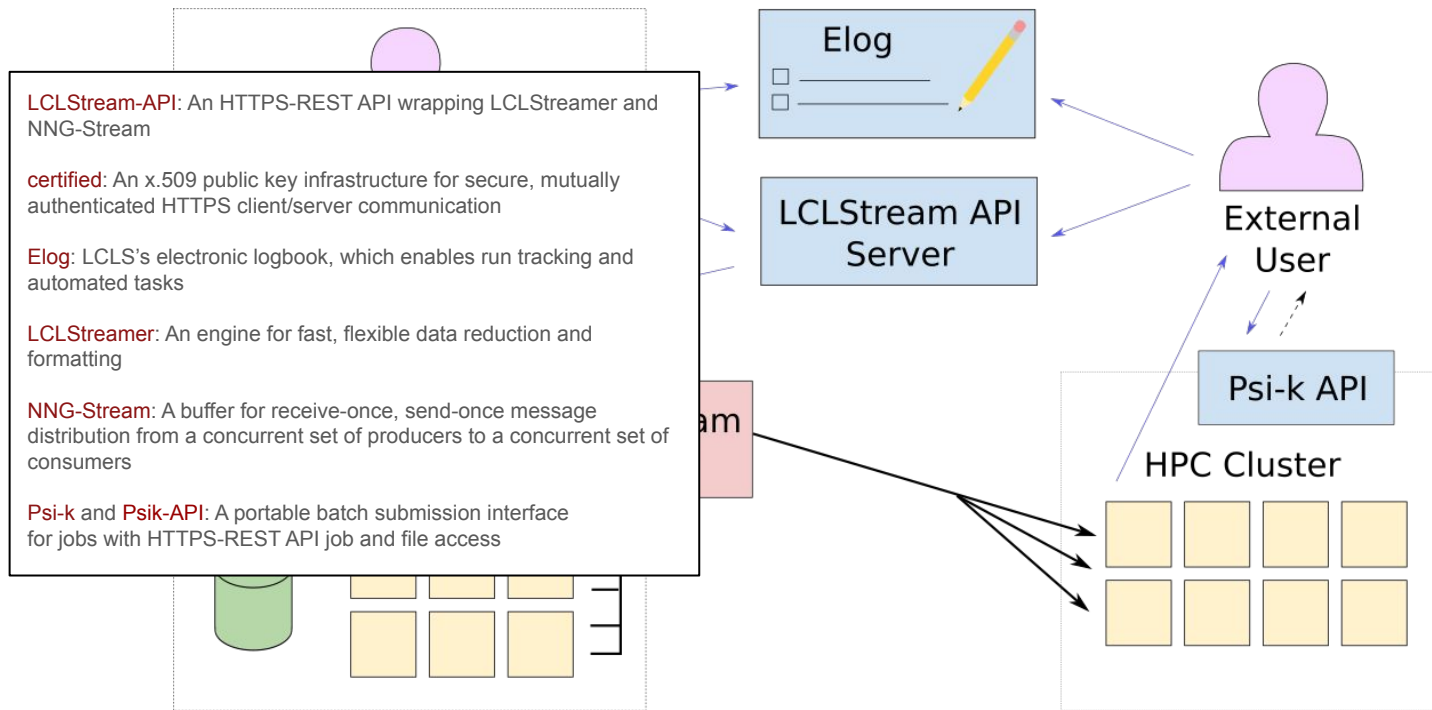 LCLStream-API: An HTTPS-REST API wrapping LCLStreamer and
NNG-Stream
certified: An x.509 public key infrastructure for secure, mutually
authenticated HTTPS client/server communication
Elog: LCLS's electronic logbook, which enables run tracking and
automated tasks
LCLStreamer: An engine for fast, flexible data reduction and
formatting
NNG-Stream: A buffer for receive-once, send-once message
distribution from a concurrent set of producers to a concurrent set of
consumers
Psi-k and Psik-API: A portable batch submission interface
for jobs with HTTPS-REST API job and file access
Elog
LCLStream API
Server
External
User
Psi-k API
am
HPC Cluster